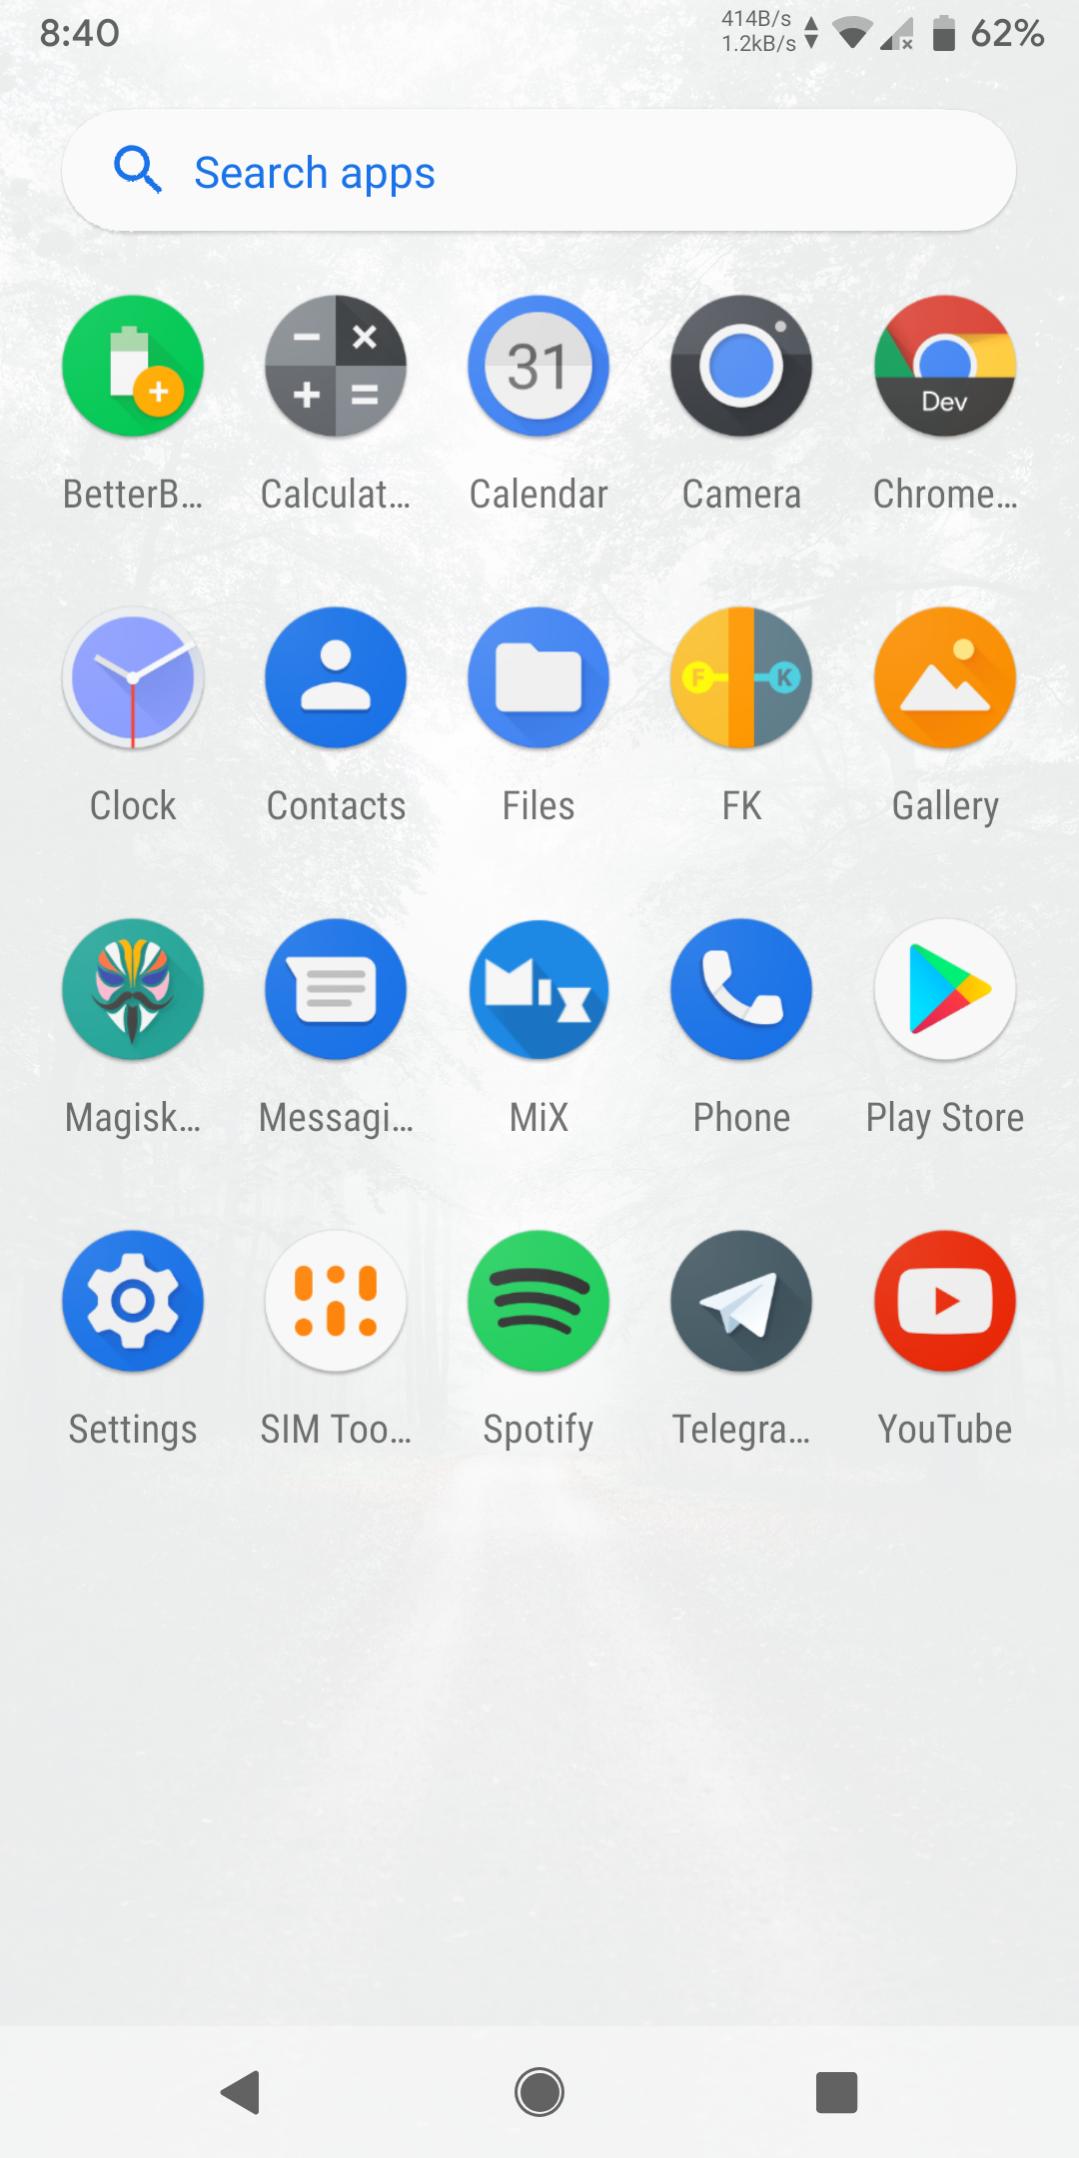 8:40
414B/s
1.2kB/s
62%
Search apps
31
Dev
BetterB...
Calculat...
Calendar
Camera
Chrome...
F
K
Clock
Contacts
Files
FK
Gallery
Magisk...
Messagi...
MiX
Phone
Play Store
Settings
SIM Too...
Spotify
Telegra...
YouTube